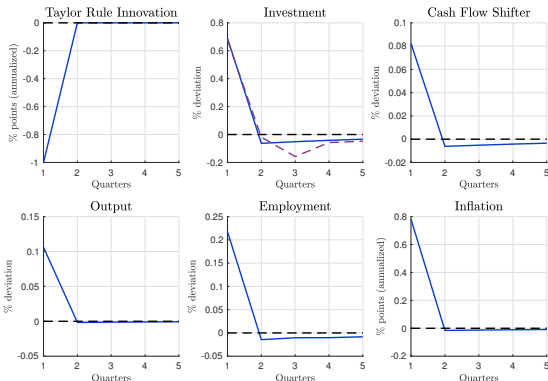 Taylor Rule Innovation
% points (annualized)
0
-0.2
-0.4
-0.6
-0.8
-1
1 2 3 4 5
Quarters
Investment
% deviation
0.8
0.6
0.4
0.2
0
-0.2
1 2 3 4 5
Quarters
Cash Flow Shifter
% deviation
0.1
0.08
0.06
0.04
0.02
0
-0.02
1 2 3 4 5
Quarters
Output
% deviation
0.15
0.1
0.05
0
-0.05
1 2 3 4 5
Quarters
Employment
% deviation
0.25
0.2
0.15
0.1
0.05
0
-0.05
1 2 3 4 5
Quarters
Inflation
% points (annualized)
0.8
0.6
0.4
0.2
0
-0.2
1 2 3 4 5
Quarters